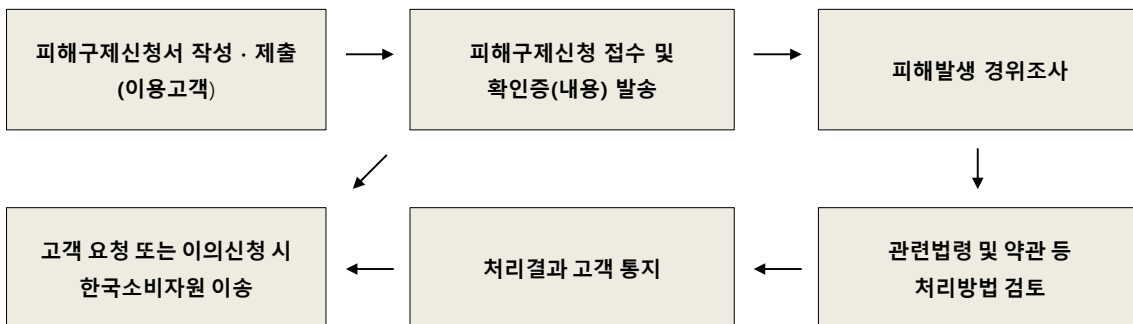 피해구제신청서 작성 · 제출
(이용고객)
피해구제신청 접수 및
확인증(내용) 발송
피해발생 경위조사
고객 요청 또는 이의신청 시
한국소비자원 이송
처리결과 고객 통지
관련법령 및 약관 등
처리방법 검토